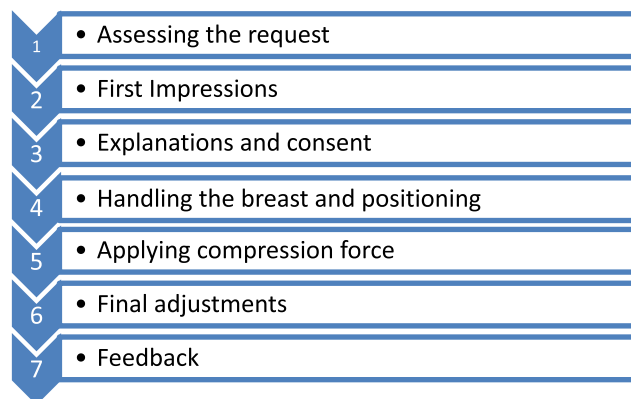 1 • Assessing the request
2 • First Impressions
3 • Explanations and consent
4 • Handling the breast and positioning
5 • Applying compression force
6 • Final adjustments
7 • Feedback